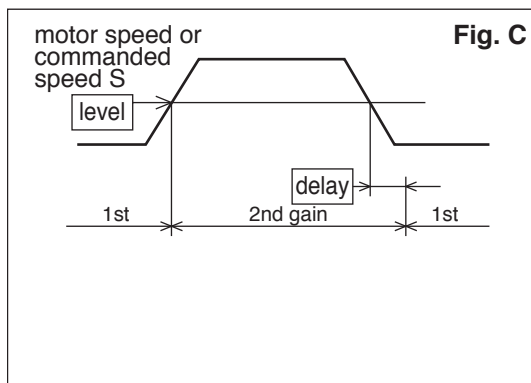 Fig. C
motor speed or
commanded
speed S
level
delay
1st
2nd gain
1st